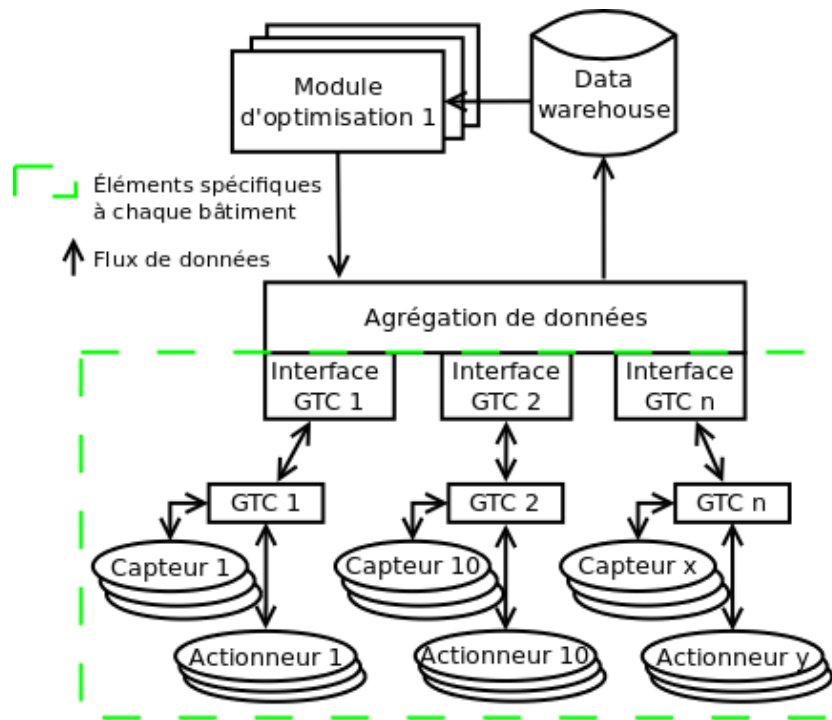 Module
d'optimisation 1
Data
warehouse
Éléments spécifiques
à chaque bâtiment
Flux de données
Agrégation de données
Interface
GTC 1
Interface
GTC 2
Interface
GTC n
GTC 1
GTC 2
GTC n
Capteur 1
Capteur 10
Capteur x
Actionneur 1
Actionneur 10
Actionneur y